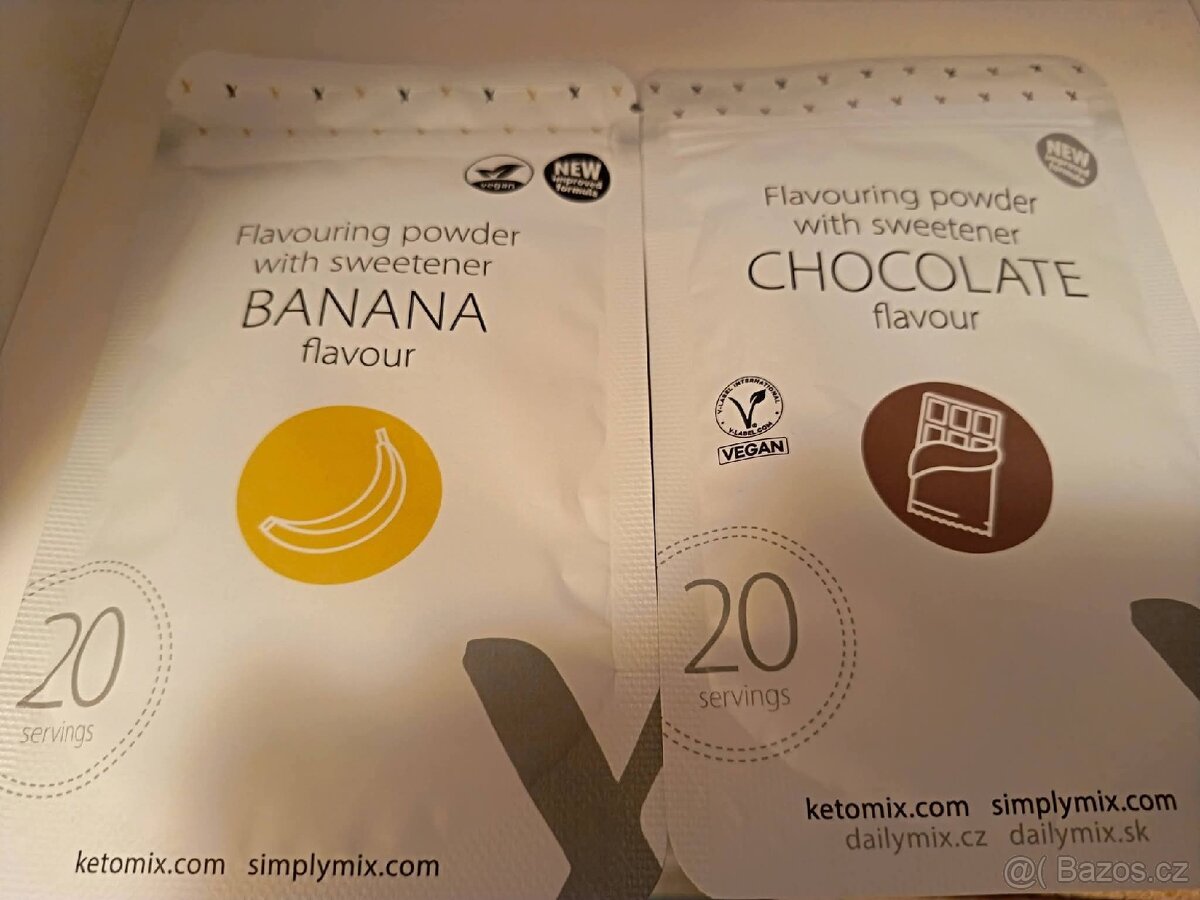 vegan
NEW
improved
formula
Flavouring powder
with sweetener
BANANA
flavour
20
servings
ketomix.com simplymix.com
NEW
improved
formula
Flavouring powder
with sweetener
CHOCOLATE
flavour
V-LABEL INTERNATIONAL
V-LABEL.COM
VEGAN
20
servings
ketomix.com simplymix.com
dailymix.cz dailymix.sk
@( Bazos.cz